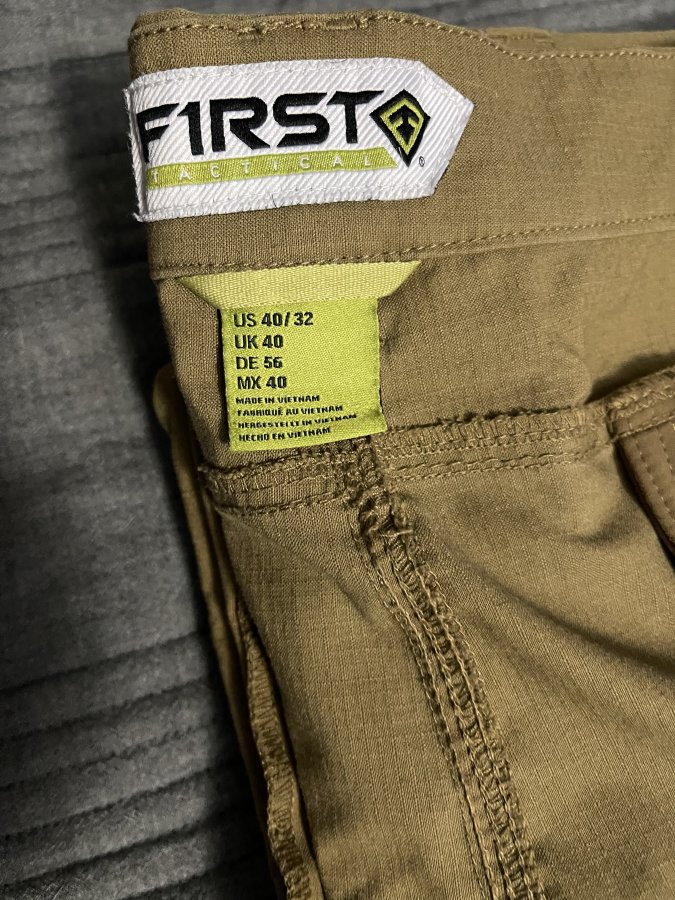 F1RST
TACTICAL
®
US 40/32
UK 40
DE 56
MX 40
MADE IN VIETNAM
FABRIQUÉ AU VIETNAM
HERGESTELLT IN VIETNAM
HECHO EN VIETNAM